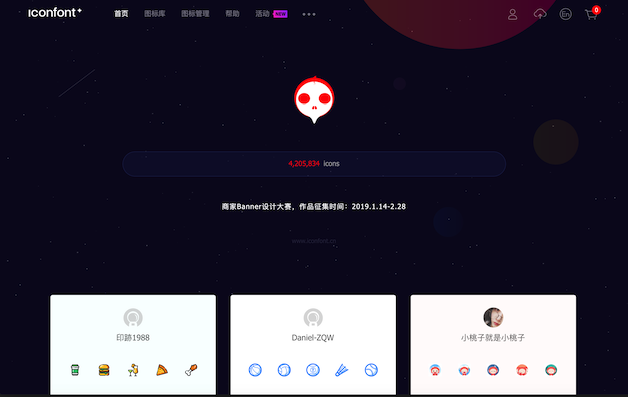 iconfont+
首页 图标库 图标管理 帮助 活动 NEW En 0
4,205,834 icons
商家Banner设计大赛，作品征集时间：2019.1.14-2.28
www.iconfont.cn
印跡1988 Daniel-ZQW 小桃子就是小桃子